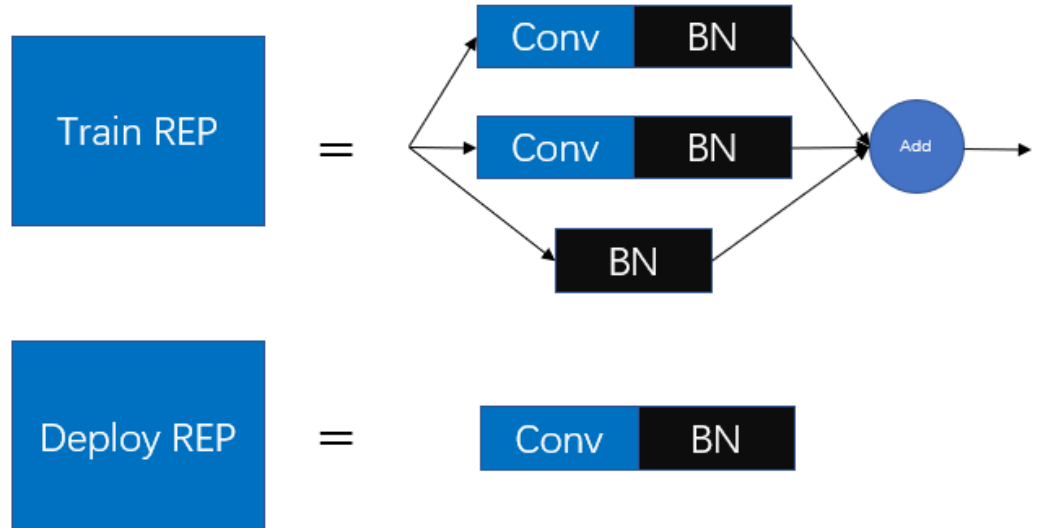 Train REP
=
Conv BN
Conv BN
BN
Add
Deploy REP
=
Conv BN